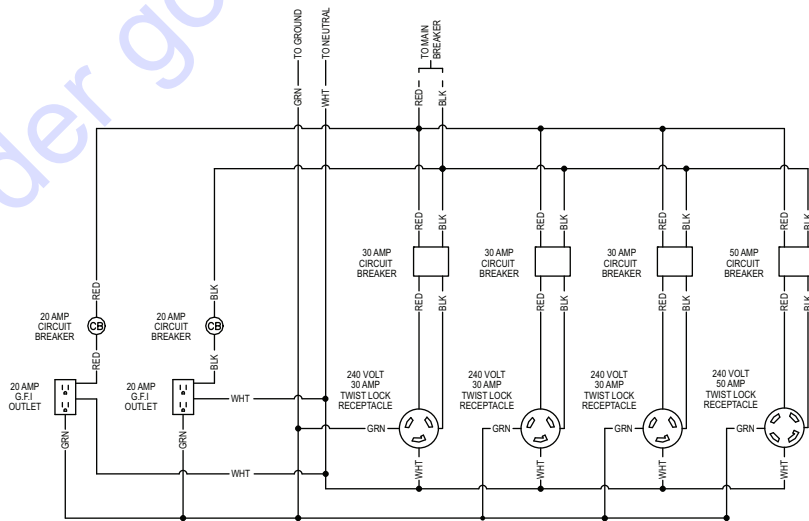 TO GROUND
TO NEUTRAL
TO MAIN
BREAKER
GRN
WHT
RED
BLK
RED
BLK
RED
BLK
RED
BLK
RED
BLK
30 AMP
CIRCUIT
BREAKER
30 AMP
CIRCUIT
BREAKER
30 AMP
CIRCUIT
BREAKER
50 AMP
CIRCUIT
BREAKER
RED
BLK
RED
BLK
RED
BLK
RED
BLK
RED
BLK
20 AMP
CIRCUIT
BREAKER
CB
20 AMP
CIRCUIT
BREAKER
CB
RED
BLK
20 AMP
G.F.I
OUTLET
20 AMP
G.F.I
OUTLET
240 VOLT
30 AMP
TWIST LOCK
RECEPTACLE
240 VOLT
30 AMP
TWIST LOCK
RECEPTACLE
240 VOLT
30 AMP
TWIST LOCK
RECEPTACLE
240 VOLT
50 AMP
TWIST LOCK
RECEPTACLE
WHT
GRN
GRN
GRN
GRN
GRN
GRN
WHT
WHT
WHT
WHT
WHT
der go